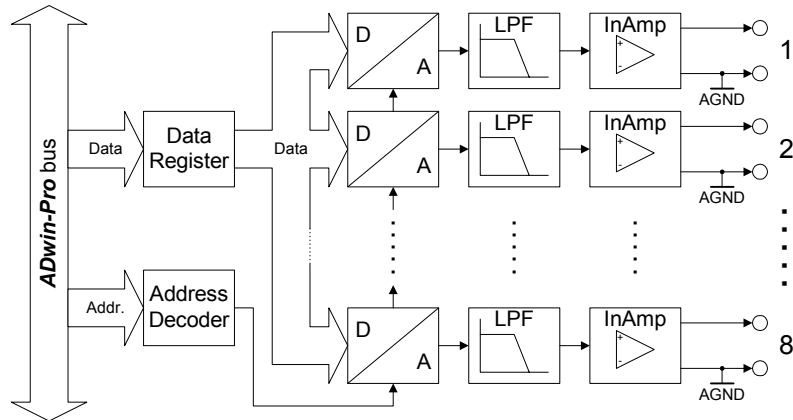 ADwin-Pro bus
Data
Data
Register
Data
Addr.
Address
Decoder
D
A
LPF
InAmp
+
-
AGND
1
D
A
LPF
InAmp
+
-
AGND
2
D
A
LPF
InAmp
+
-
AGND
8